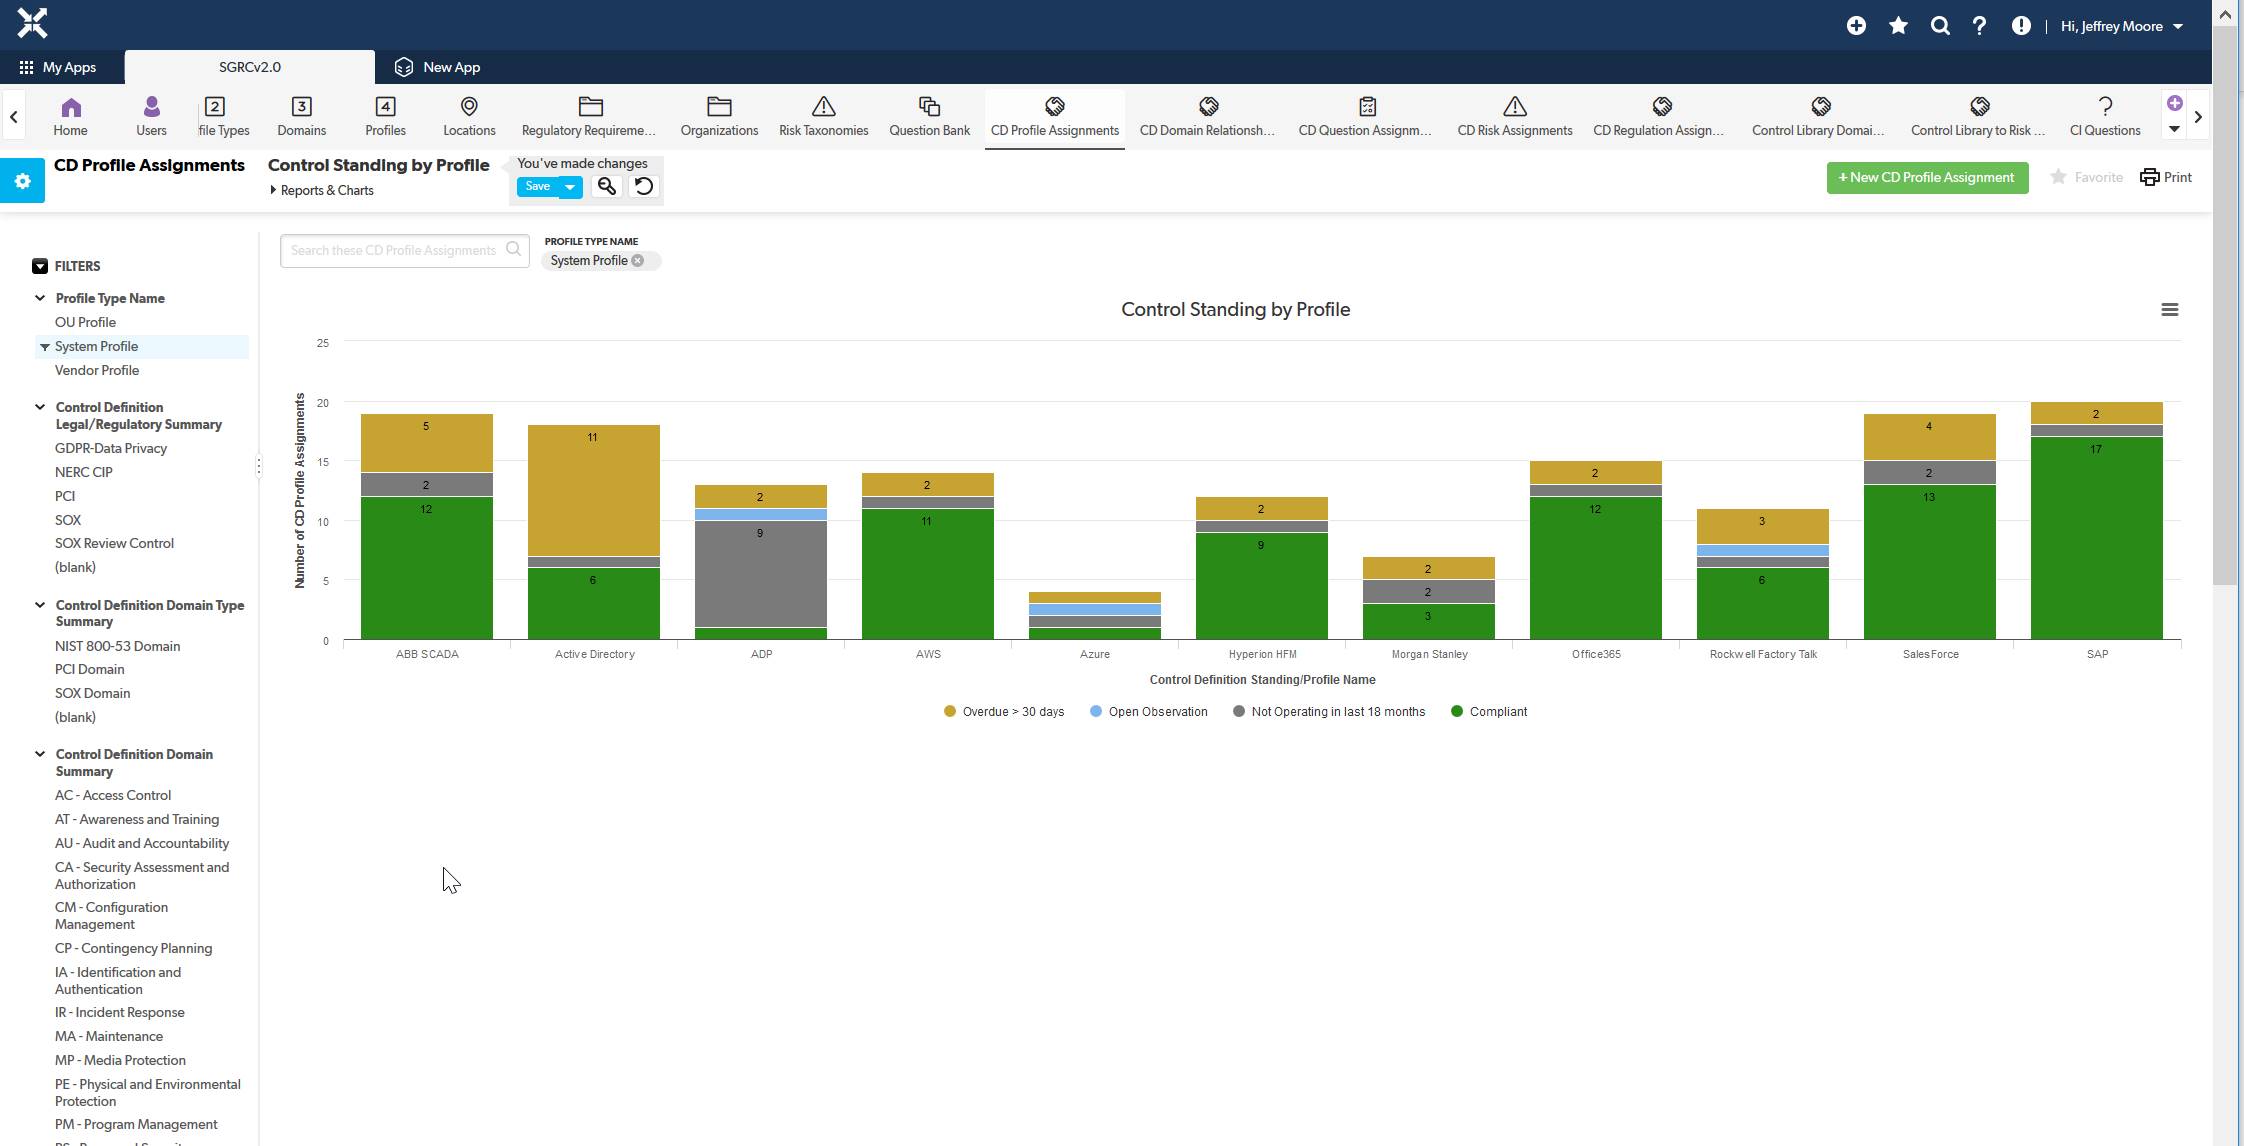 Hi, Jeffrey Moore
My Apps
SGRCv2.0
New App
Home
Users
2
file Types
3
Domains
4
Profiles
Locations
Regulatory Requireme...
Organizations
Risk Taxonomies
Question Bank
CD Profile Assignments
CD Domain Relationsh...
CD Question Assignm...
CD Risk Assignments
CD Regulation Assign...
Control Library Domai...
Control Library to Risk ...
CI Questions
CD Profile Assignments
Control Standing by Profile
Reports & Charts
You've made changes
Save
+ New CD Profile Assignment
Favorite
Print
Search these CD Profile Assignments
PROFILE TYPE NAME
System Profile
FILTERS
Profile Type Name
OU Profile
System Profile
Vendor Profile
Control Definition
Legal/Regulatory Summary
GDPR-Data Privacy
NERC CIP
PCI
SOX
SOX Review Control
(blank)
Control Definition Domain Type
Summary
NIST 800-53 Domain
PCI Domain
SOX Domain
(blank)
Control Definition Domain
Summary
AC - Access Control
AT - Awareness and Training
AU - Audit and Accountability
CA - Security Assessment and
Authorization
CM - Configuration
Management
CP - Contingency Planning
IA - Identification and
Authentication
IR - Incident Response
MA - Maintenance
MP - Media Protection
PE - Physical and Environmental
Protection
PM - Program Management
Control Standing by Profile
Number of CD Profile Assignments
25
20
15
10
5
0
5
2
12
11
6
2
9
2
11
2
9
2
2
3
2
12
3
6
4
2
13
2
17
ABB SCADA
Active Directory
ADP
AWS
Azure
Hyperion HFM
Morgan Stanley
Office365
Rockwell Factory Talk
SalesForce
SAP
Control Definition Standing/Profile Name
Overdue > 30 days
Open Observation
Not Operating in last 18 months
Compliant